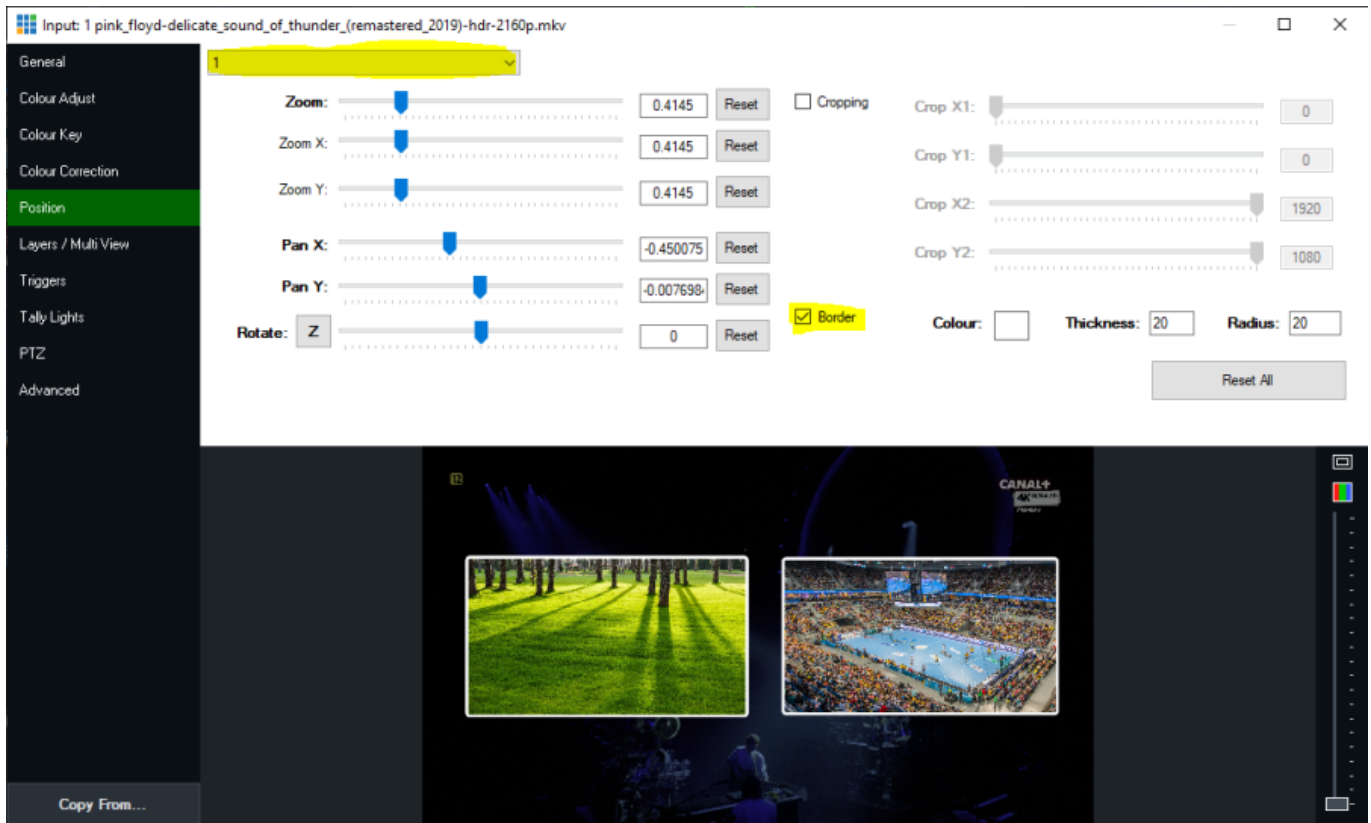 Input: 1 pink_floyd-delicate_sound_of_thunder_(remastered_2019)-hdr-2160p.mkv
General
Colour Adjust
Colour Key
Colour Correction
Position
Layers / Multi View
Triggers
Tally Lights
PTZ
Advanced
Copy From...
1
Zoom: 0.4145 Reset
Zoom X: 0.4145 Reset
Zoom Y: 0.4145 Reset
Pan X: -0.450075 Reset
Pan Y: -0.007698 Reset
Rotate: Z 0 Reset
Cropping
Crop X1: 0
Crop Y1: 0
Crop X2: 1920
Crop Y2: 1080
Border Colour: Thickness: 20 Radius: 20
Reset All
12
CANAL+
4K